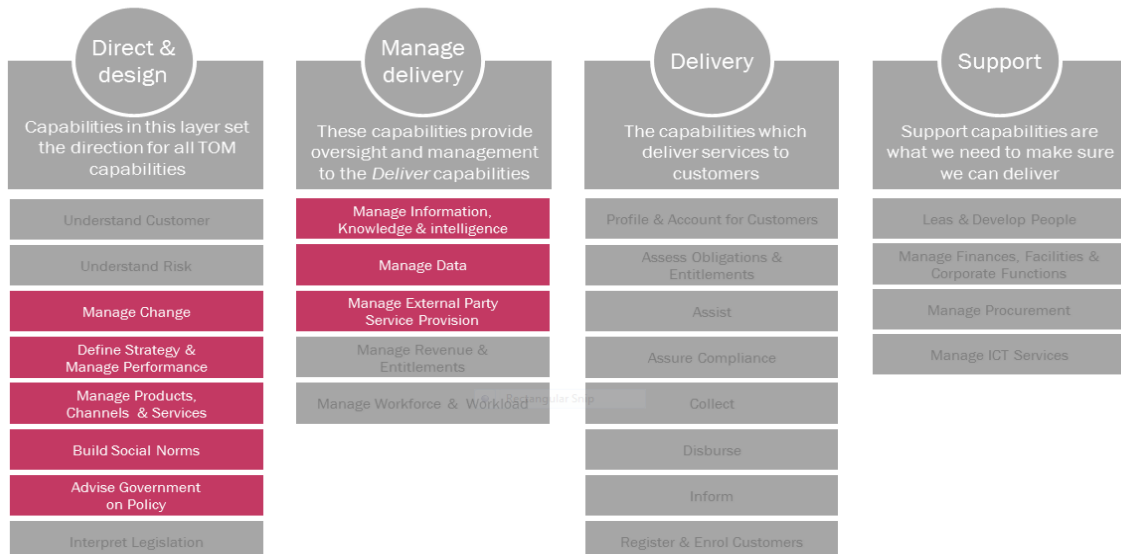 Direct &
design
Capabilities in this layer set
the direction for all TOM
capabilities
Understand Customer
Understand Risk
Manage Change
Define Strategy &
Manage Performance
Manage Products,
Channels & Services
Build Social Norms
Advise Government
on Policy
Interpret Legislation
Manage
delivery
These capabilities provide
oversight and management
to the Deliver capabilities
Manage Information,
Knowledge & intelligence
Manage Data
Manage External Party
Service Provision
Manage Revenue &
Entitlements
Manage Workforce & Workload
Rectangular Snip
Delivery
The capabilities which
deliver services to
customers
Profile & Account for Customers
Assess Obligations &
Entitlements
Assist
Assure Compliance
Collect
Disburse
Inform
Register & Enrol Customers
Support
Support capabilities are
what we need to make sure
we can deliver
Leas & Develop People
Manage Finances, Facilities &
Corporate Functions
Manage Procurement
Manage ICT Services